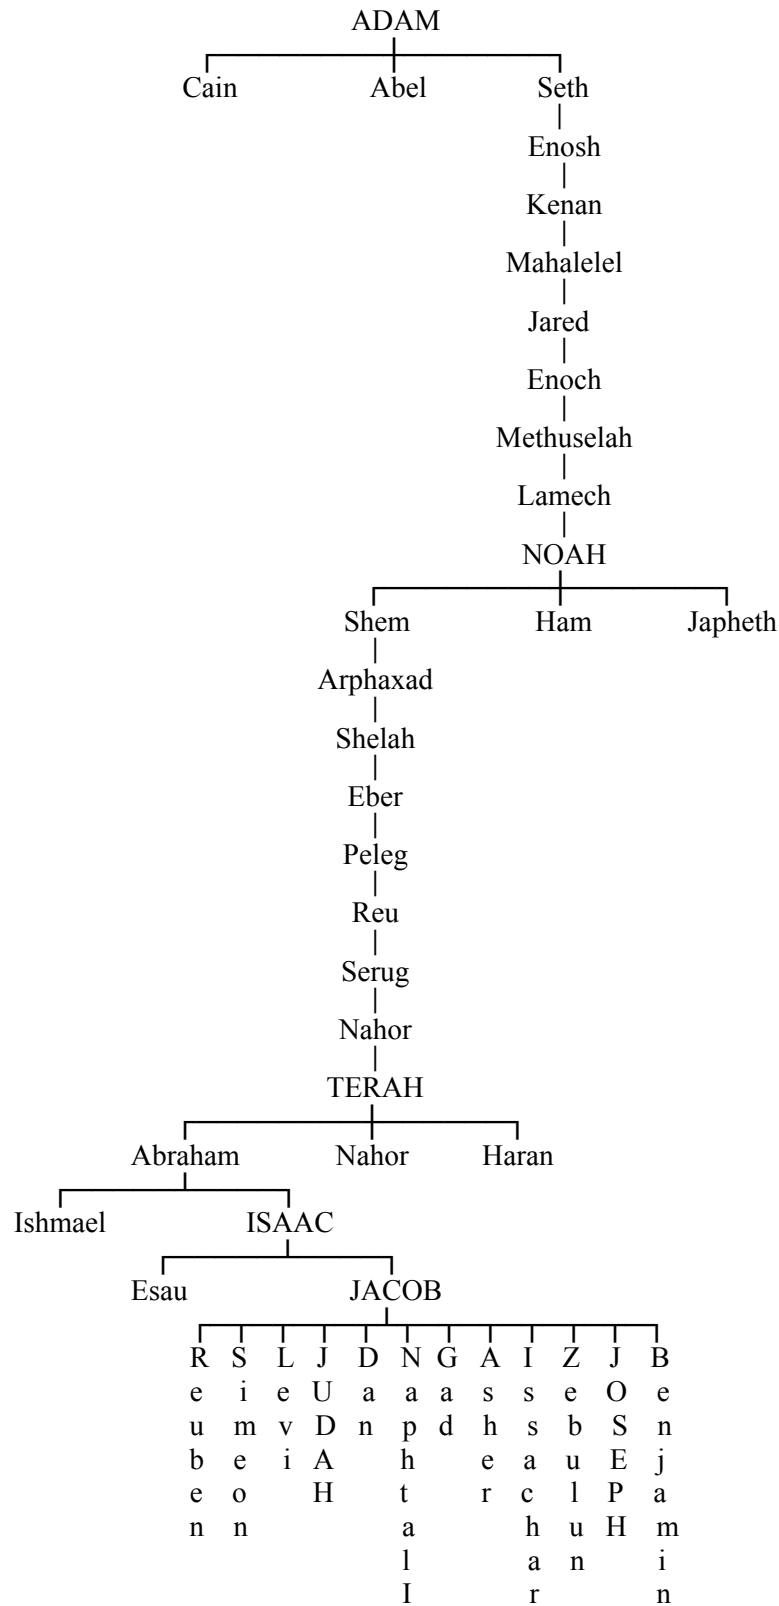 ADAM
Cain Abel Seth
Enosh
Kenan
Mahalelel
Jared
Enoch
Methuselah
Lamech
NOAH
Shem Ham Japheth
Arphaxad
Shelah
Eber
Peleg
Reu
Serug
Nahor
TERAH
Abraham Nahor Haran
Ishmael ISAAC
Esau JACOB
Reuben
Simeon
Levi
JUDAH
Dan
NaphtalI
Gad
Asher
Issachar
Zebulun
JOSEPH
Benjamin